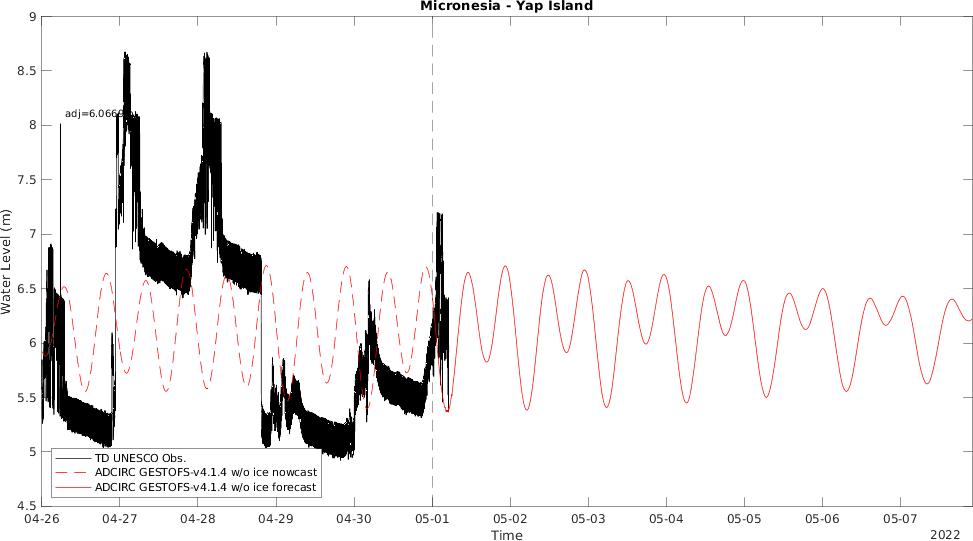 Micronesia - Yap Island
9
8.5
8
7.5
7
6.5
6
5.5
5
4.5
Water Level (m)
adj=6.0669
TD UNESCO Obs.
ADCIRC GESTOFS-v4.1.4 w/o ice nowcast
ADCIRC GESTOFS-v4.1.4 w/o ice forecast
04-26 04-27 04-28 04-29 04-30 05-01 05-02 05-03 05-04 05-05 05-06 05-07
Time
2022